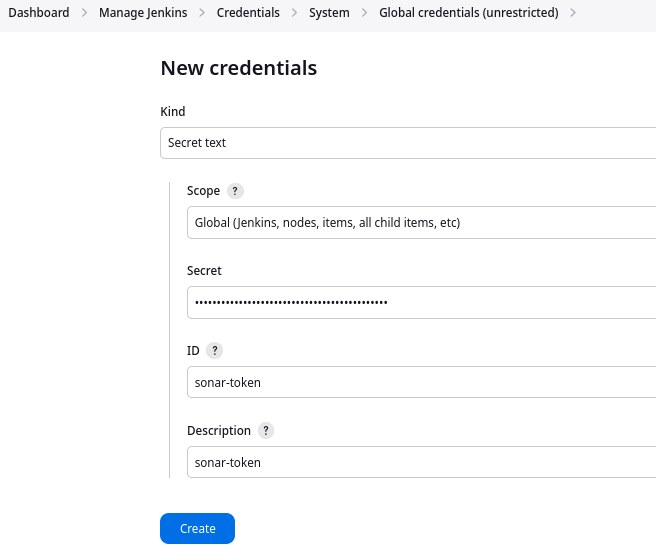 Dashboard > Manage Jenkins > Credentials > System > Global credentials (unrestricted) >
New credentials
Kind
Secret text
Scope ?
Global (Jenkins, nodes, items, all child items, etc)
Secret
••••••••••••••••••••••••••••••••••••••••••••
ID ?
sonar-token
Description ?
sonar-token
Create